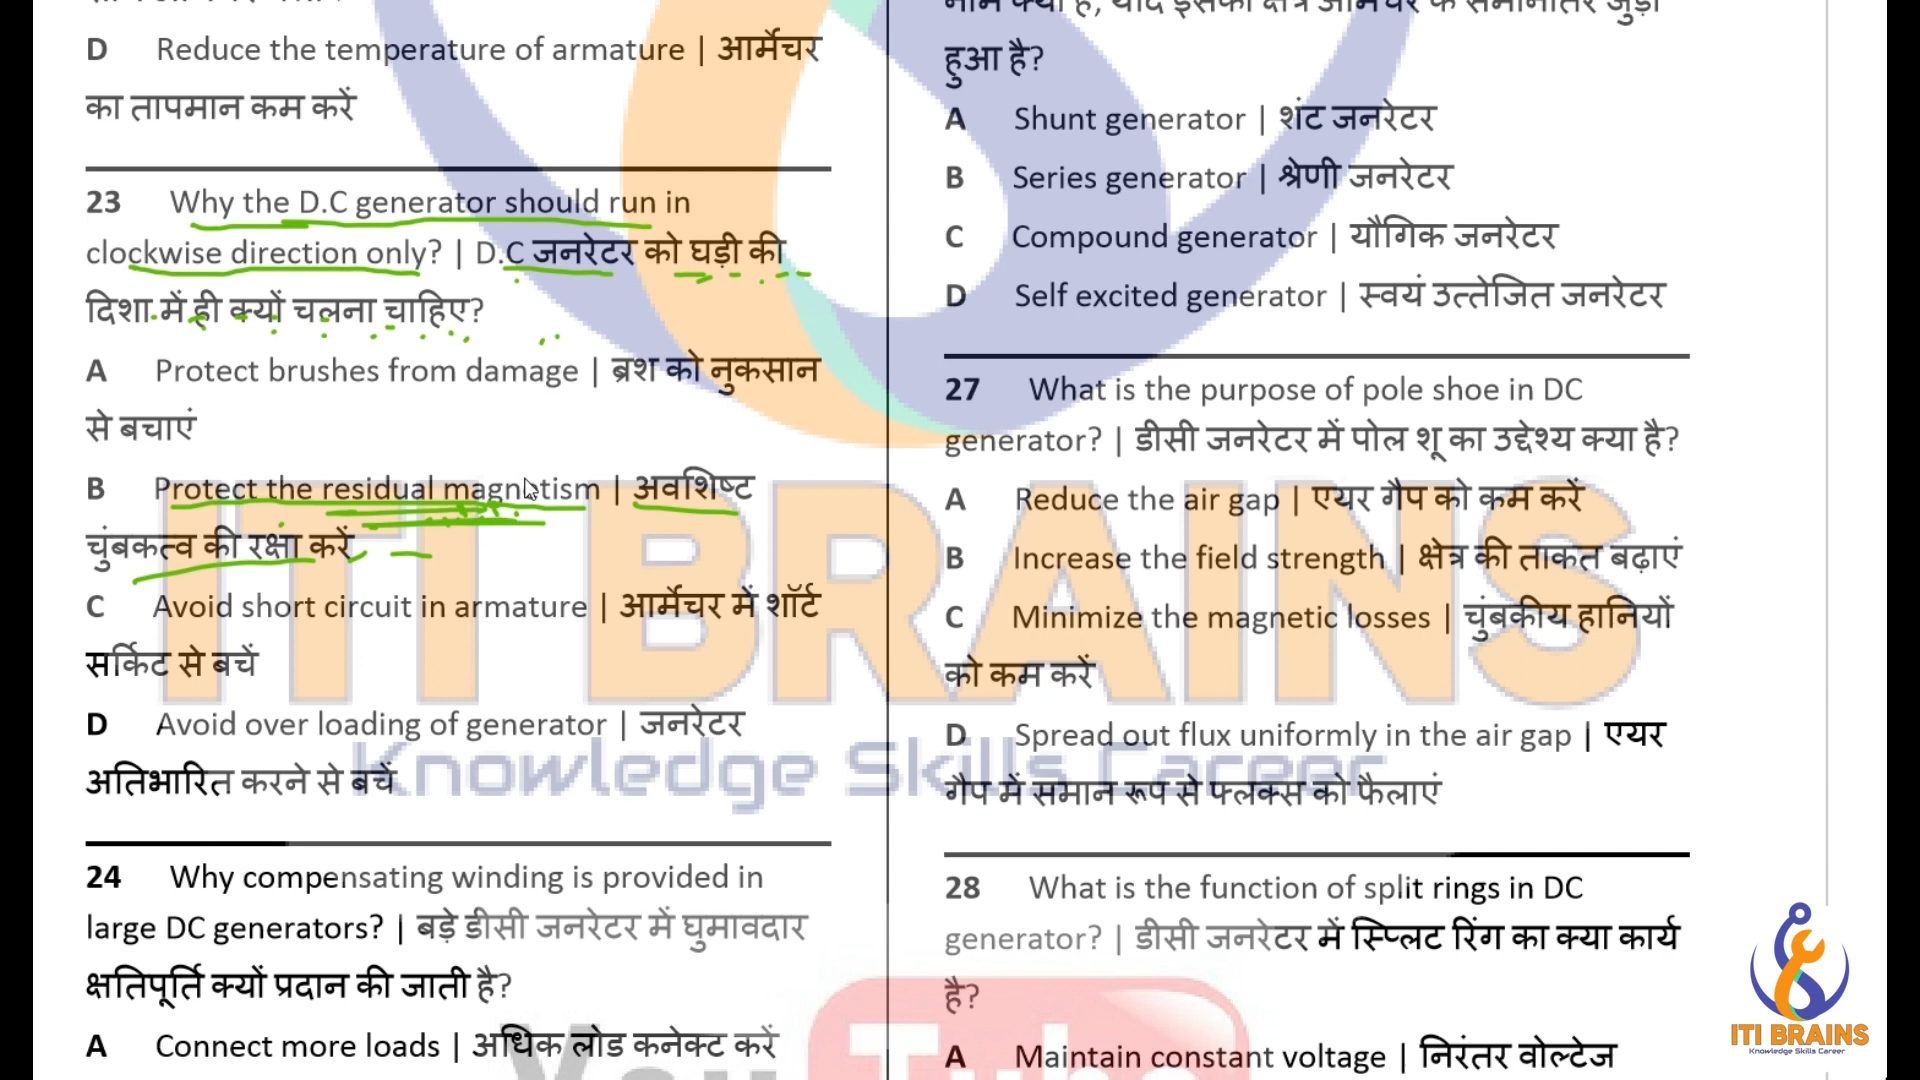 D Reduce the temperature of armature | आर्मेचर
का तापमान कम करें
23 Why the D.C generator should run in
clockwise direction only? | D.C जनरेटर को घड़ी की
दिशा में ही क्यों चलना चाहिए?
A Protect brushes from damage | ब्रश को नुकसान
से बचाएं
B Protect the residual magnetism | अवशिष्ट
चुंबकत्व की रक्षा करें
C Avoid short circuit in armature | आर्मेचर में शॉर्ट
सर्किट से बचें
D Avoid over loading of generator | जनरेटर
अतिभारित करने से बचें
24 Why compensating winding is provided in
large DC generators? | बड़े डीसी जनरेटर में घुमावदार
क्षतिपूर्ति क्यों प्रदान की जाती है?
A Connect more loads | अधिक लोड कनेक्ट करें
हुआ है?
A Shunt generator | शंट जनरेटर
B Series generator | श्रेणी जनरेटर
C Compound generator | यौगिक जनरेटर
D Self excited generator | स्वयं उत्तेजित जनरेटर
27 What is the purpose of pole shoe in DC
generator? | डीसी जनरेटर में पोल शू का उद्देश्य क्या है?
A Reduce the air gap | एयर गैप को कम करें
B Increase the field strength | क्षेत्र की ताकत बढ़ाएं
C Minimize the magnetic losses | चुंबकीय हानियों
को कम करें
D Spread out flux uniformly in the air gap | एयर
गैप में समान रूप से फ्लक्स को फैलाएं
28 What is the function of split rings in DC
generator? | डीसी जनरेटर में स्प्लिट रिंग का क्या कार्य
है?
A Maintain constant voltage | निरंतर वोल्टेज
ITI BRAINS
Knowledge Skills Career
ITI BRAINS
Knowledge Skills Career